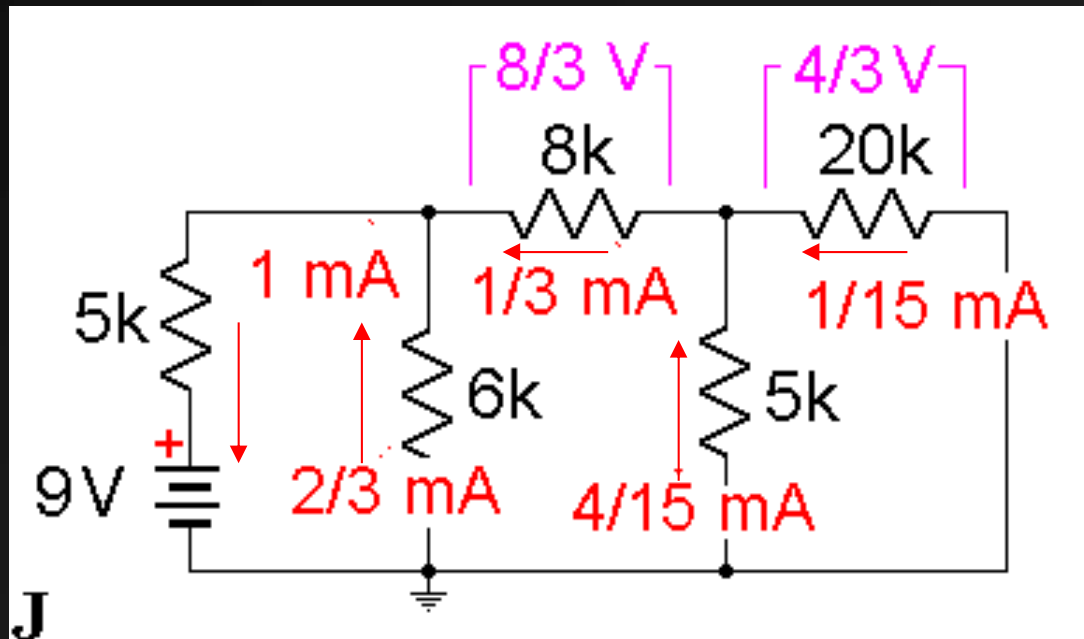 8/3 V 4/3 V
8k 20k
1 mA 1/3 mA 1/15 mA
5k
6k 5k
+
9V 2/3 mA 4/15 mA
J